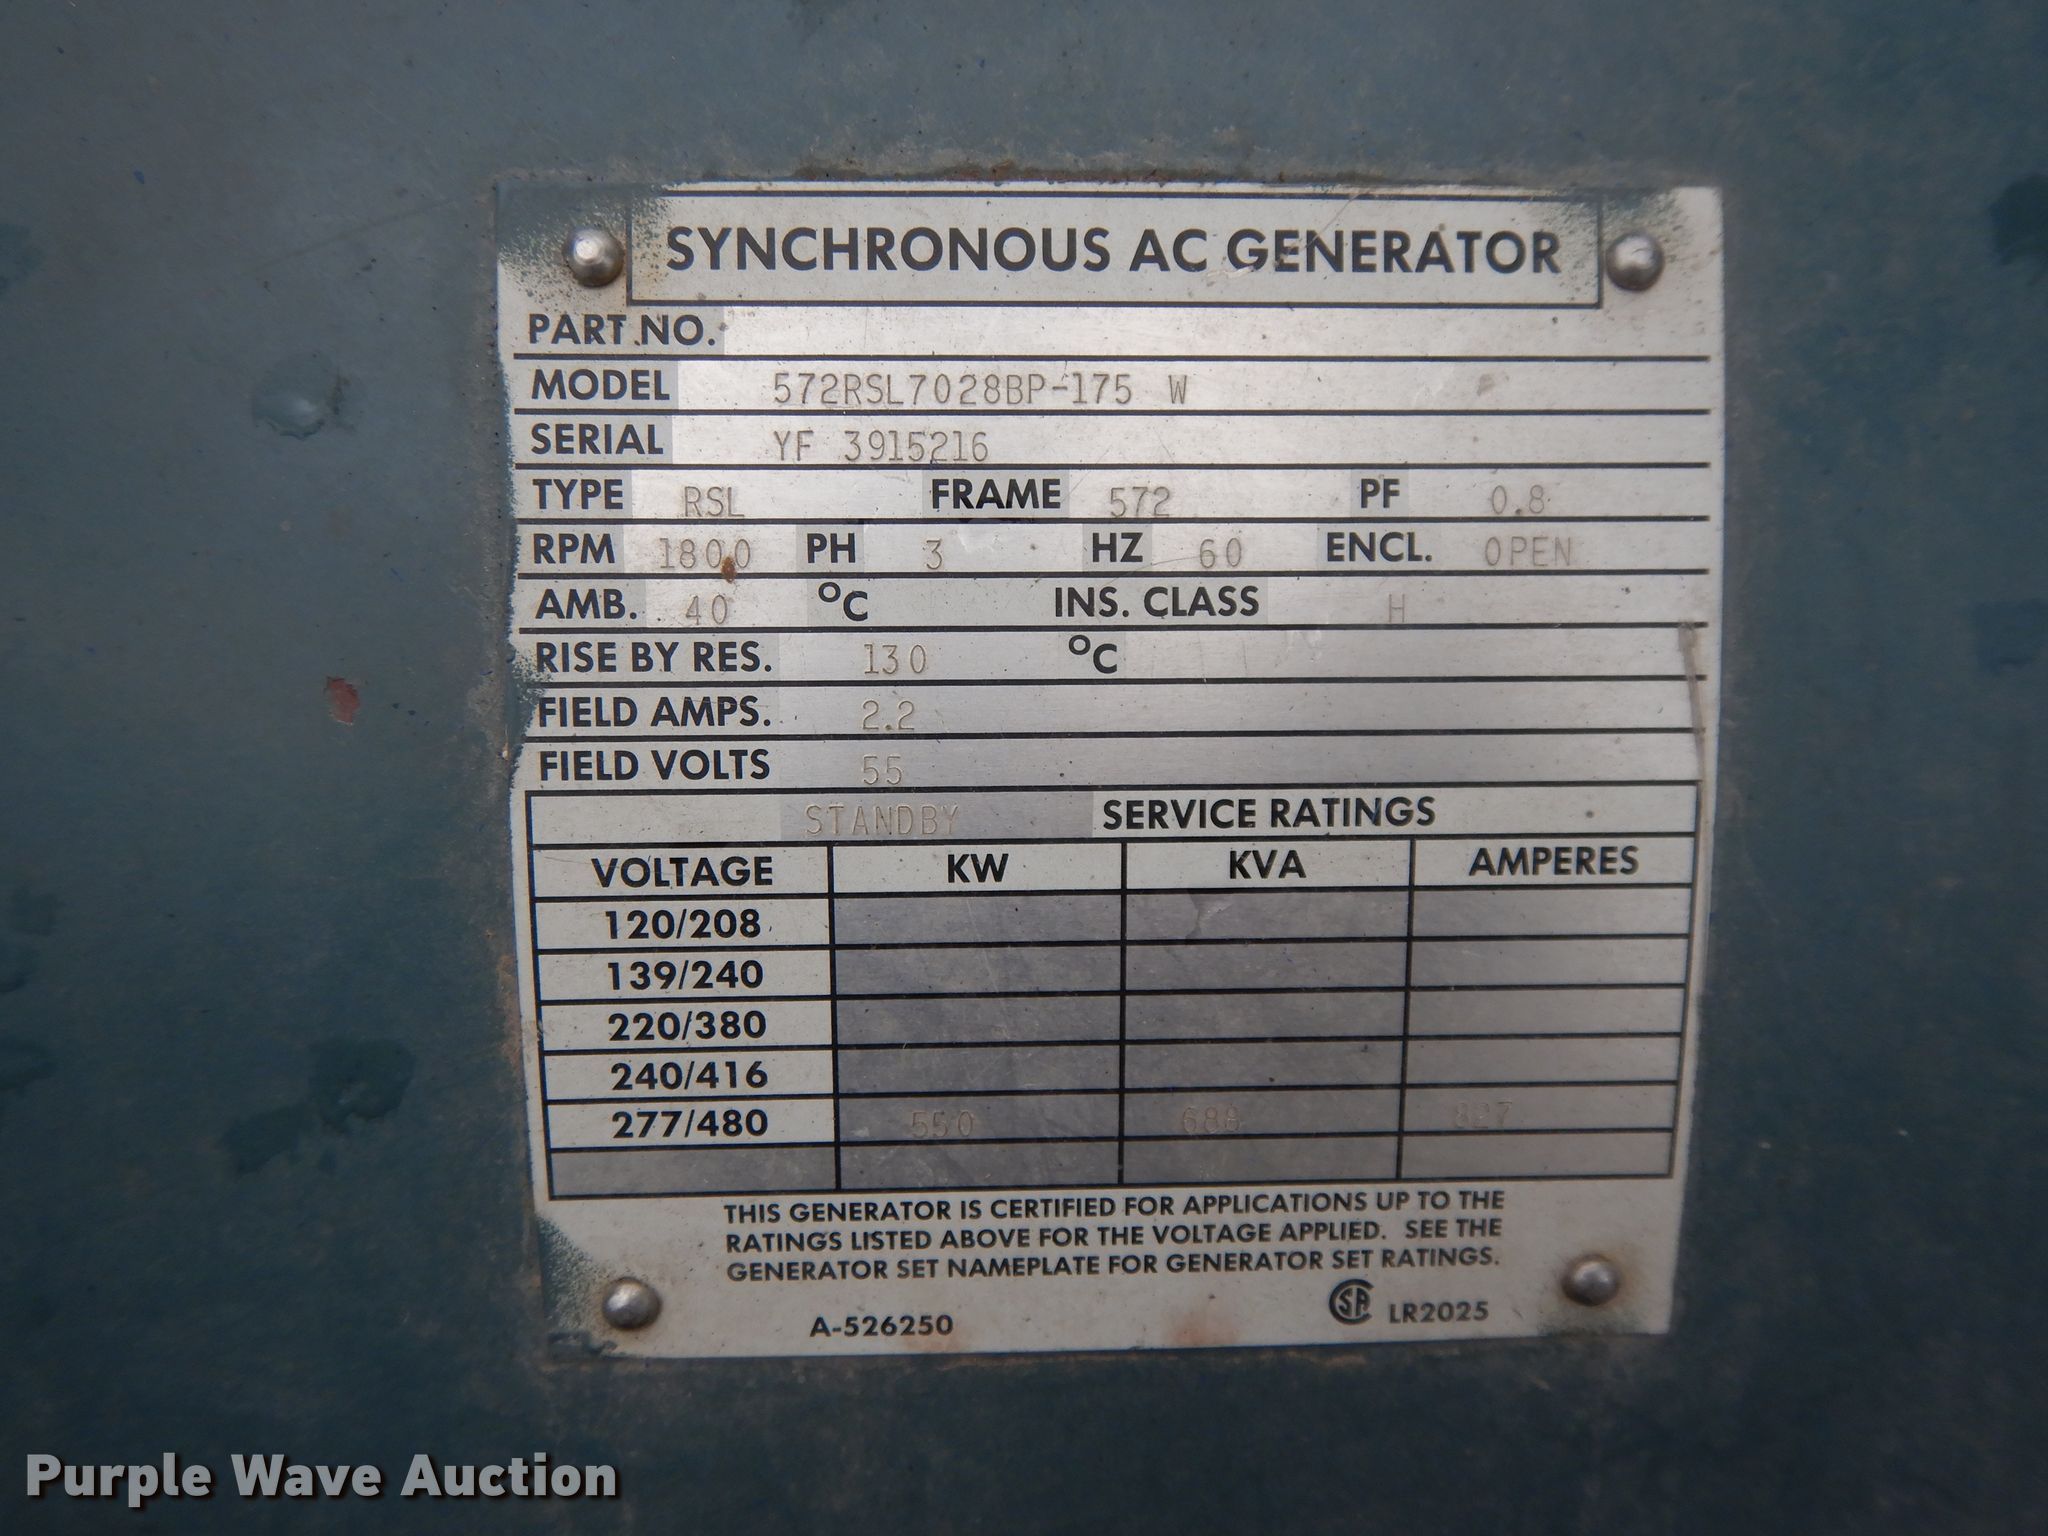 SYNCHRONOUS AC GENERATOR
PART NO.
MODEL 572RSL7028BP-175 W
SERIAL YF 3915216
TYPE RSL FRAME 572 PF 0.8
RPM 1800 PH 3 HZ 60 ENCL. OPEN
AMB. 40 °C INS. CLASS H
RISE BY RES. 130 °C
FIELD AMPS. 2.2
FIELD VOLTS 55
STANDBY SERVICE RATINGS
VOLTAGE KW KVA AMPERES
120/208
139/240
220/380
240/416
277/480 550 688 827
THIS GENERATOR IS CERTIFIED FOR APPLICATIONS UP TO THE
RATINGS LISTED ABOVE FOR THE VOLTAGE APPLIED. SEE THE
GENERATOR SET NAMEPLATE FOR GENERATOR SET RATINGS.
A-526250 SA LR2025
Purple Wave Auction